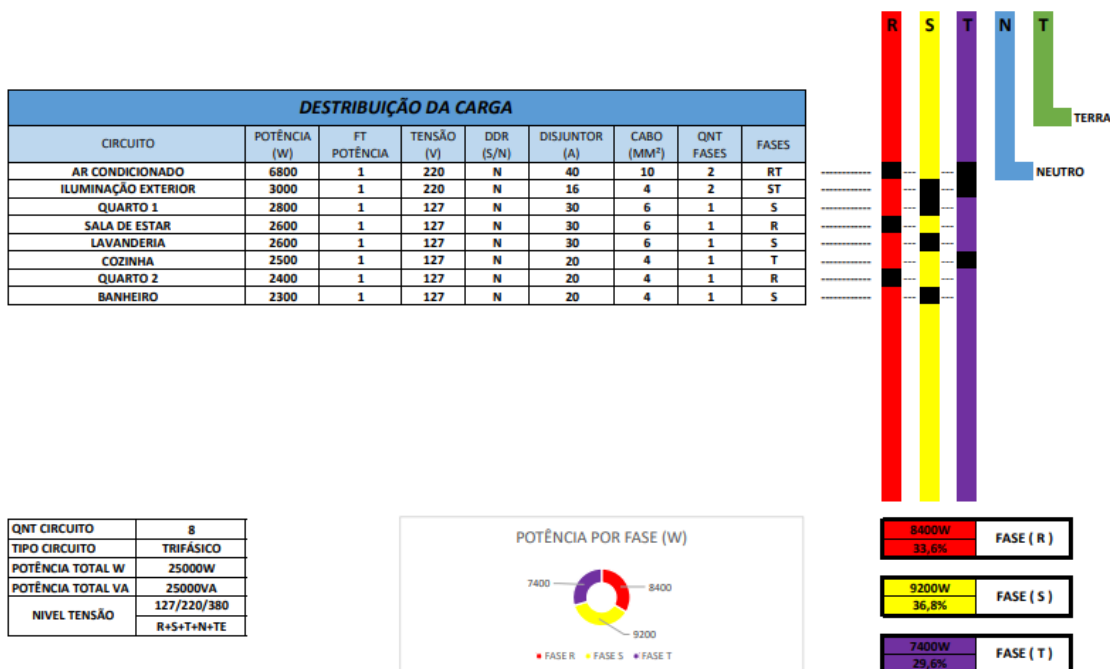 R S T N T
TERRA
NEUTRO
DESTRIBUIÇÃO DA CARGA
CIRCUITO POTÊNCIA (W) FT POTÊNCIA TENSÃO (V) DDR (S/N) DISJUNTOR (A) CABO (MM²) QNT FASES FASES
AR CONDICIONADO 6800 1 220 N 40 10 2 RT
ILUMINAÇÃO EXTERIOR 3000 1 220 N 16 4 2 ST
QUARTO 1 2800 1 127 N 30 6 1 S
SALA DE ESTAR 2600 1 127 N 30 6 1 R
LAVANDERIA 2600 1 127 N 30 6 1 S
COZINHA 2500 1 127 N 20 4 1 T
QUARTO 2 2400 1 127 N 20 4 1 R
BANHEIRO 2300 1 127 N 20 4 1 S
QNT CIRCUITO 8
TIPO CIRCUITO TRIFÁSICO
POTÊNCIA TOTAL W 25000W
POTÊNCIA TOTAL VA 25000VA
NIVEL TENSÃO 127/220/380
R+S+T+N+TE
POTÊNCIA POR FASE (W)
7400
8400
9200
FASE R FASE S FASE T
8400W
33,6%
FASE ( R )
9200W
36,8%
FASE ( S )
7400W
29,6%
FASE ( T )